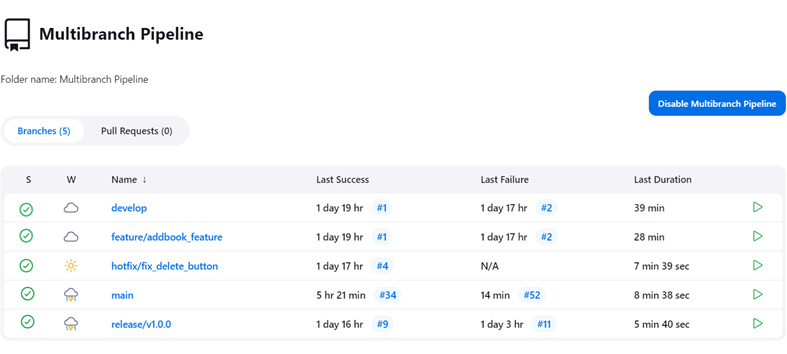 Multibranch Pipeline
Folder name: Multibranch Pipeline
Disable Multibranch Pipeline
Branches (5) Pull Requests (0)
S W Name ↓ Last Success Last Failure Last Duration
develop 1 day 19 hr #1 1 day 17 hr #2 39 min
feature/addbook_feature 1 day 19 hr #1 1 day 17 hr #2 28 min
hotfix/fix_delete_button 1 day 17 hr #4 N/A 7 min 39 sec
main 5 hr 21 min #34 14 min #52 8 min 38 sec
release/v1.0.0 1 day 16 hr #9 1 day 3 hr #11 5 min 40 sec